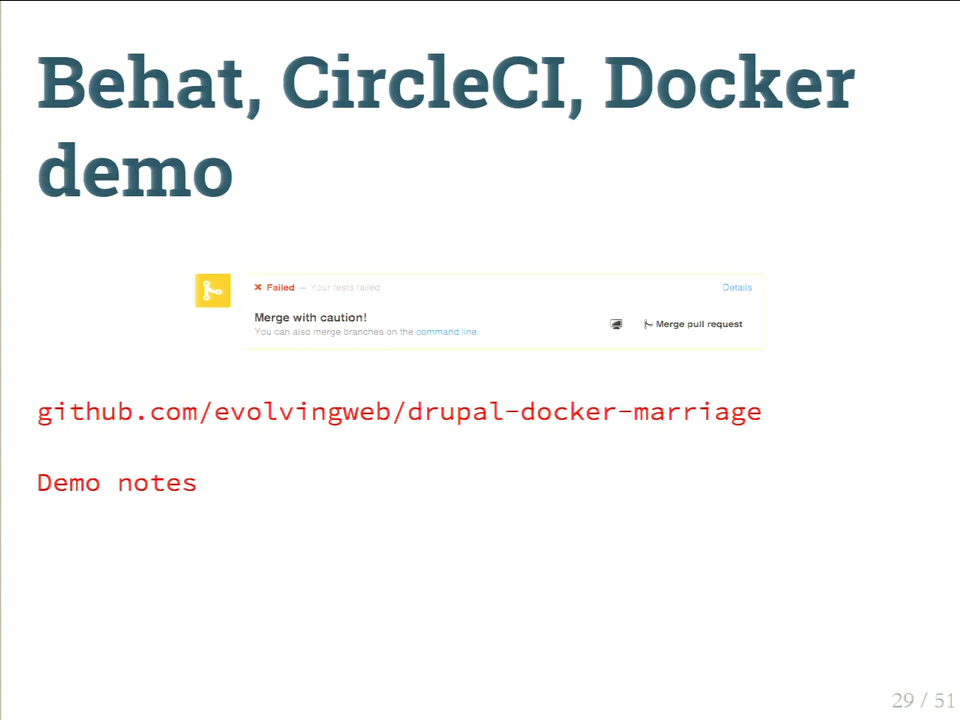 Behat, CircleCI, Docker
demo
✖ Failed — Your tests failed Details
Merge with caution!
You can also merge branches on the command line.
Merge pull request
github.com/evolvingweb/drupal-docker-marriage
Demo notes
29 / 51